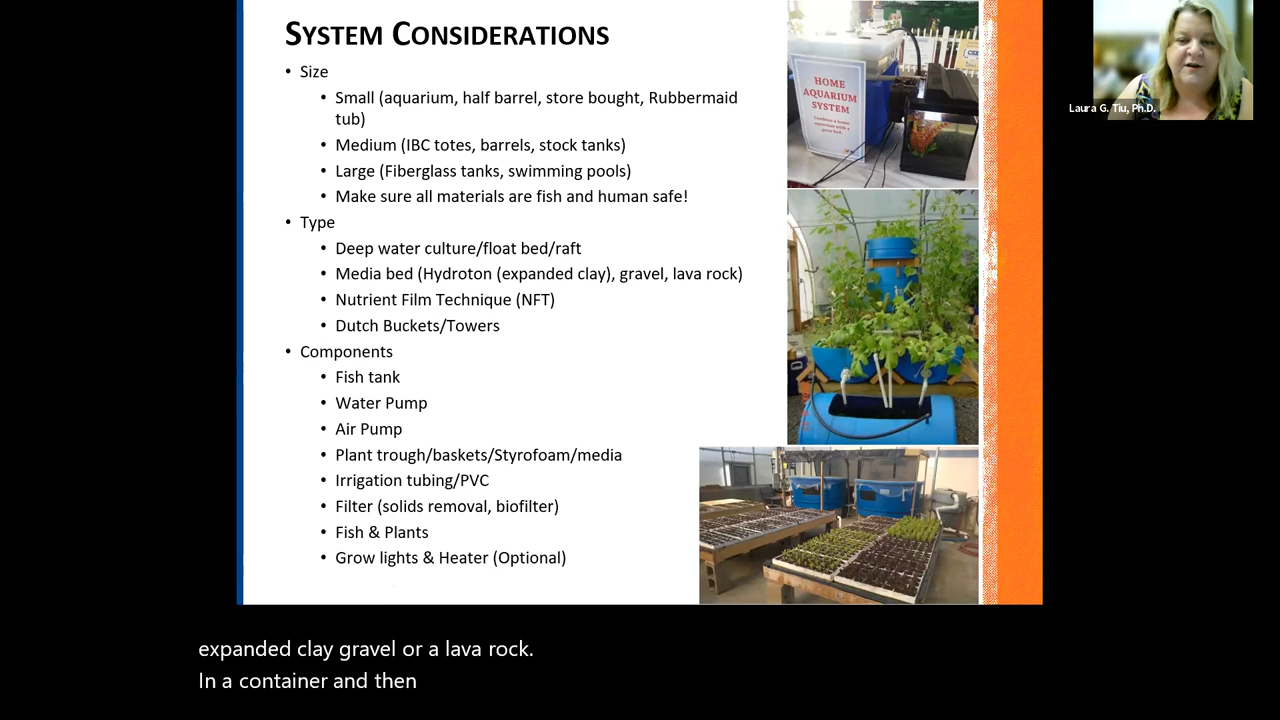 SYSTEM CONSIDERATIONS
• Size
• Small (aquarium, half barrel, store bought, Rubbermaid
tub)
• Medium (IBC totes, barrels, stock tanks)
• Large (Fiberglass tanks, swimming pools)
• Make sure all materials are fish and human safe!
• Type
• Deep water culture/float bed/raft
• Media bed (Hydroton (expanded clay), gravel, lava rock)
• Nutrient Film Technique (NFT)
• Dutch Buckets/Towers
• Components
• Fish tank
• Water Pump
• Air Pump
• Plant trough/baskets/Styrofoam/media
• Irrigation tubing/PVC
• Filter (solids removal, biofilter)
• Fish & Plants
• Grow lights & Heater (Optional)
HOME
AQUARIUM
SYSTEM
Laura G. Tiu, Ph.D.
expanded clay gravel or a lava rock.
In a container and then